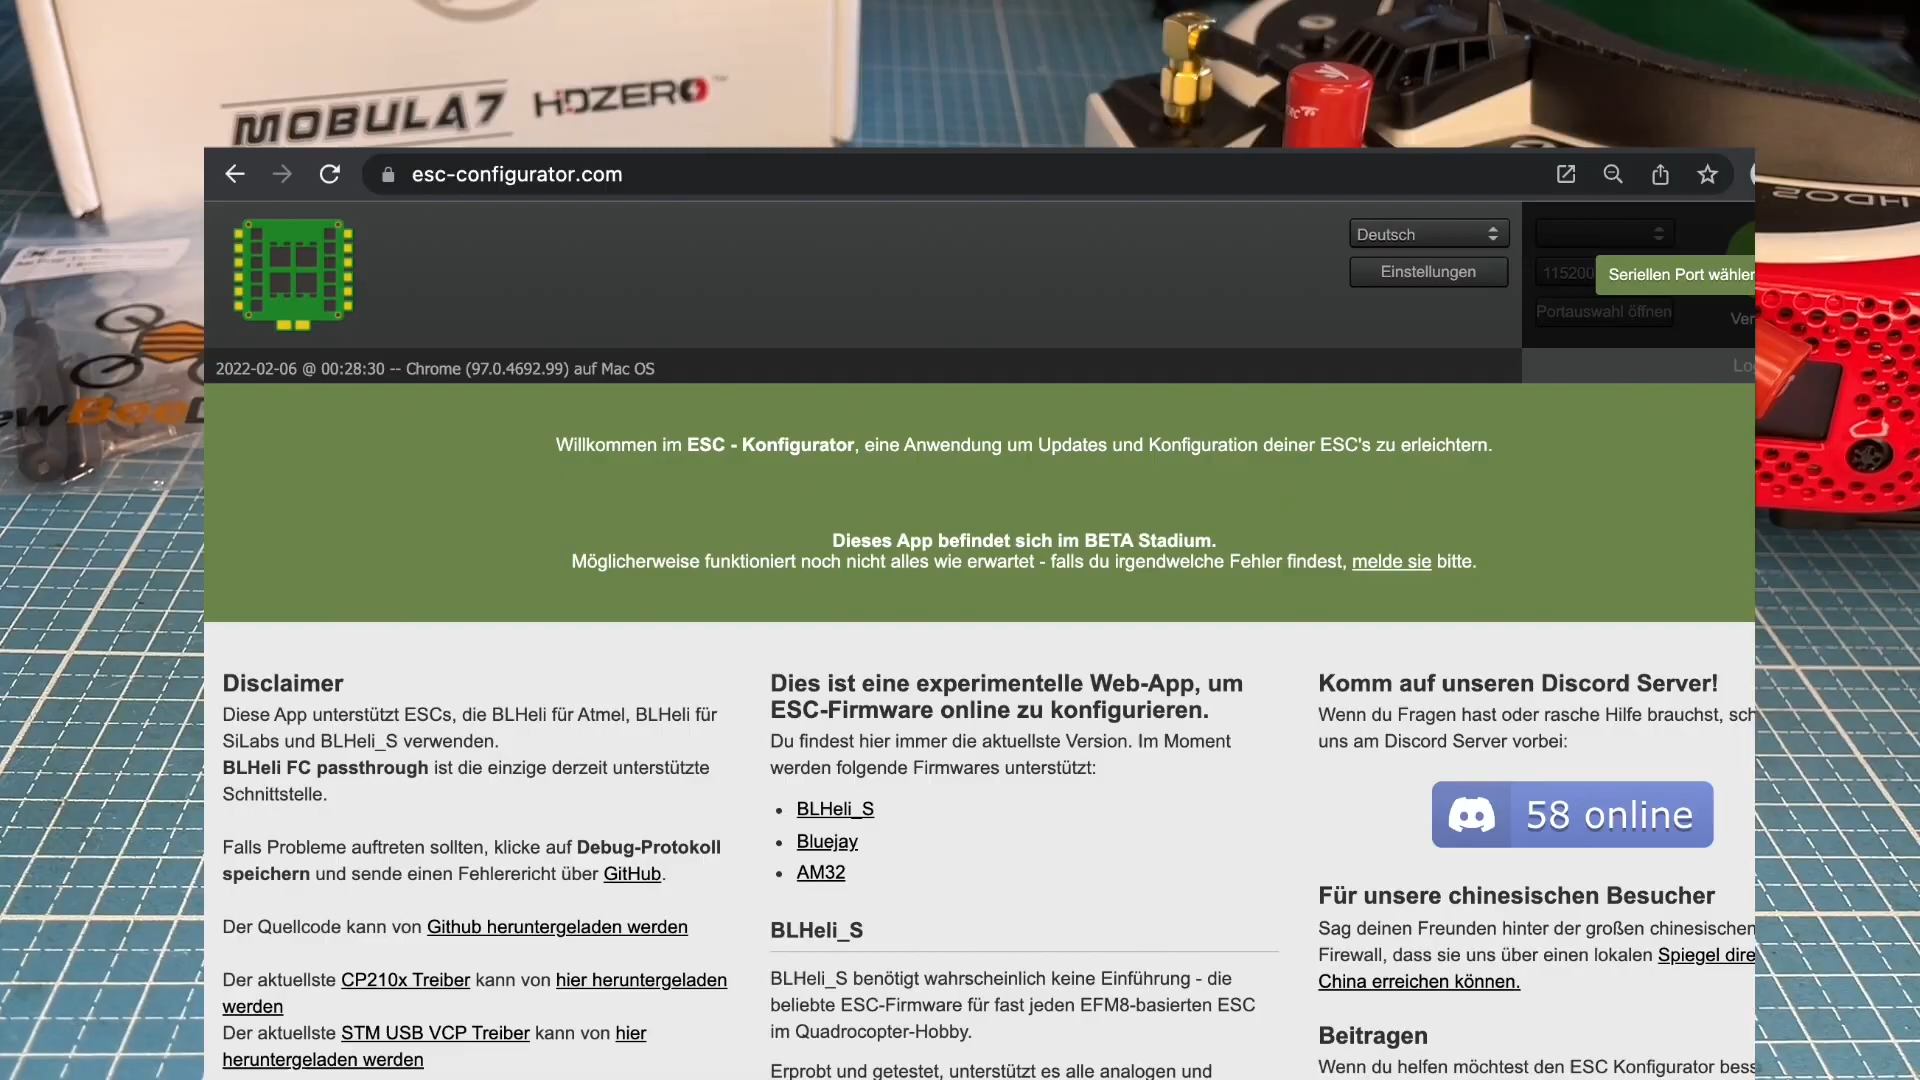 MOBULA7 HDZERO
esc-configurator.com
Deutsch
Einstellungen
115200
Seriellen Port wählen
Portauswahl öffnen
2022-02-06 @ 00:28:30 -- Chrome (97.0.4692.99) auf Mac OS
Willkommen im ESC - Konfigurator, eine Anwendung um Updates und Konfiguration deiner ESC's zu erleichtern.
Dieses App befindet sich im BETA Stadium.
Möglicherweise funktioniert noch nicht alles wie erwartet - falls du irgendwelche Fehler findest, melde sie bitte.
Disclaimer
Diese App unterstützt ESCs, die BLHeli für Atmel, BLHeli für
SiLabs und BLHeli_S verwenden.
BLHeli FC passthrough ist die einzige derzeit unterstützte
Schnittstelle.
Falls Probleme auftreten sollten, klicke auf Debug-Protokoll
speichern und sende einen Fehlerericht über GitHub.
Der Quellcode kann von Github heruntergeladen werden
Der aktuellste CP210x Treiber kann von hier heruntergeladen
werden
Der aktuellste STM USB VCP Treiber kann von hier
heruntergeladen werden
Dies ist eine experimentelle Web-App, um
ESC-Firmware online zu konfigurieren.
Du findest hier immer die aktuellste Version. Im Moment
werden folgende Firmwares unterstützt:
• BLHeli_S
• Bluejay
• AM32
BLHeli_S
BLHeli_S benötigt wahrscheinlich keine Einführung - die
beliebte ESC-Firmware für fast jeden EFM8-basierten ESC
im Quadrocopter-Hobby.
Erprobt und getestet, unterstützt es alle analogen und
Komm auf unseren Discord Server!
Wenn du Fragen hast oder rasche Hilfe brauchst, sch
uns am Discord Server vorbei:
58 online
Für unsere chinesischen Besucher
Sag deinen Freunden hinter der großen chinesischen
Firewall, dass sie uns über einen lokalen Spiegel dire
China erreichen können.
Beitragen
Wenn du helfen möchtest den ESC Konfigurator bess